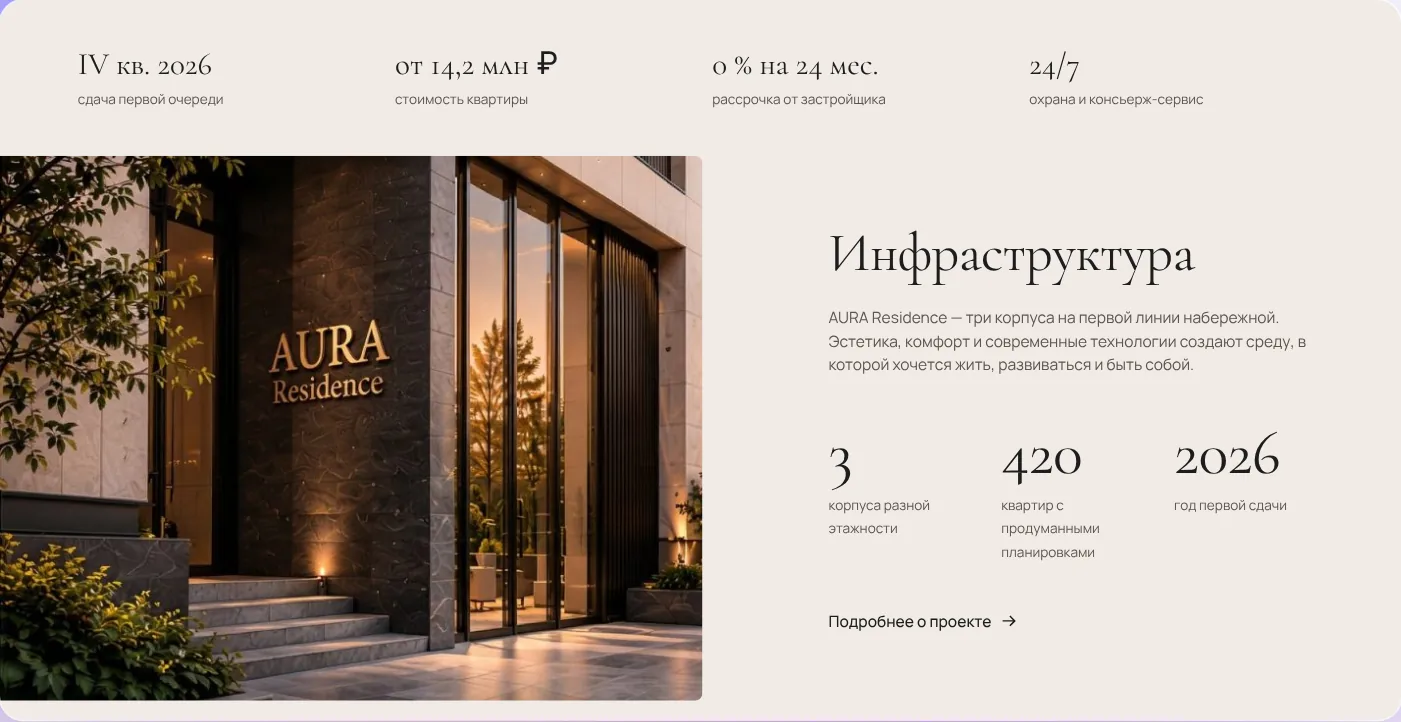 IV кв. 2026
сдача первой очереди
от 14,2 млн ₽
стоимость квартиры
0 % на 24 мес.
рассрочка от застройщика
24/7
охрана и консьерж-сервис
AURA
Residence
Инфраструктура
AURA Residence — три корпуса на первой линии набережной.
Эстетика, комфорт и современные технологии создают среду, в
которой хочется жить, развиваться и быть собой.
3
корпуса разной
этажности
420
квартир с
продуманными
планировками
2026
год первой сдачи
Подробнее о проекте →